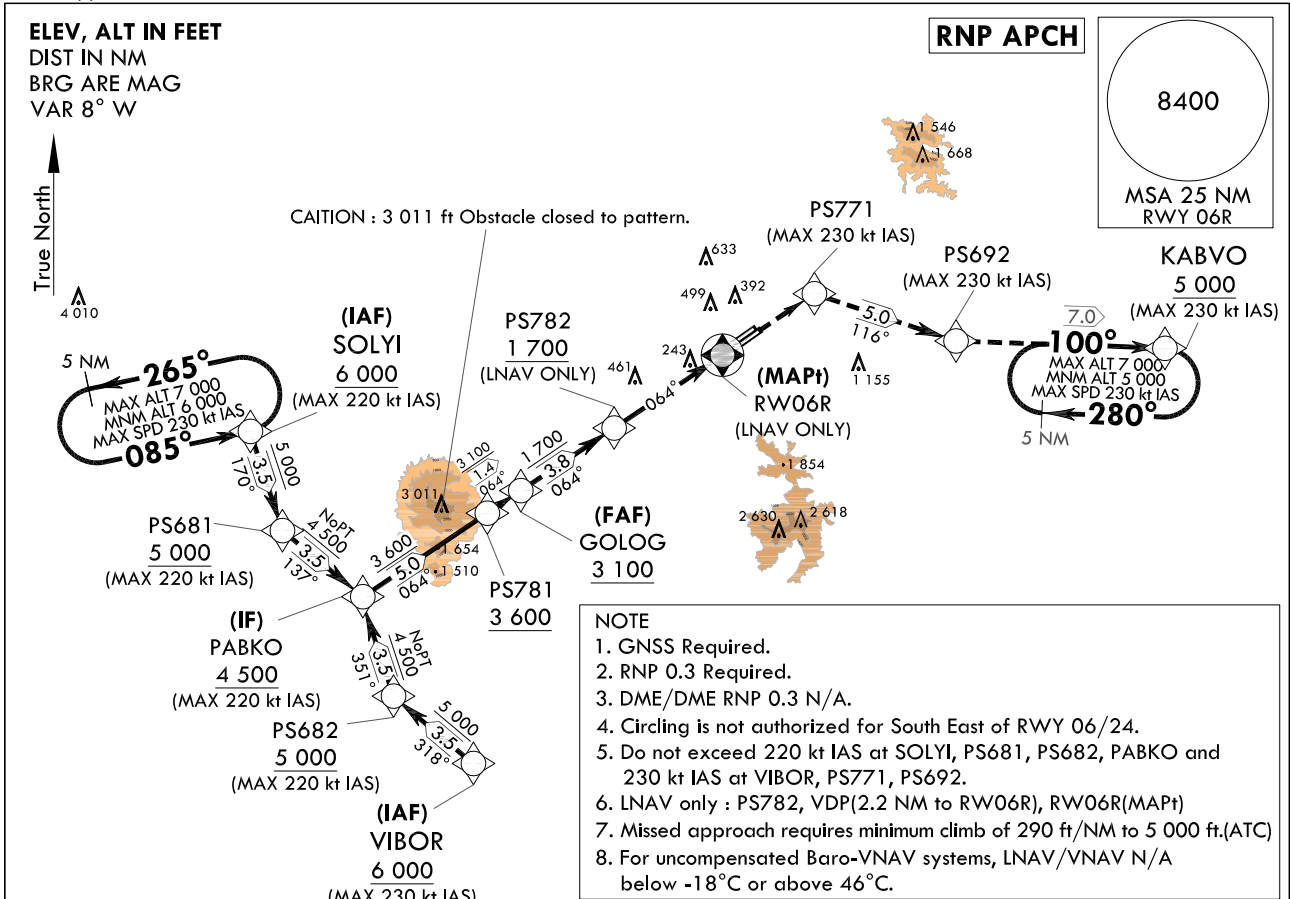 ELEV, ALT IN FEET
DIST IN NM
BRG ARE MAG
VAR 8° W
True North
RNP APCH
8400
MSA 25 NM
RWY 06R
CAITION : 3 011 ft Obstacle closed to pattern.
1 546
1 668
PS771
(MAX 230 kt IAS)
PS692
(MAX 230 kt IAS)
KABVO
5 000
(MAX 230 kt IAS)
633
499
392
243
461
4 010
1 155
5.0
116°
7.0
100°
MAX ALT 7 000
MNM ALT 5 000
MAX SPD 230 kt IAS
280°
5 NM
(IAF)
SOLYI
6 000
(MAX 220 kt IAS)
5 NM
265°
MAX ALT 7 000
MNM ALT 6 000
MAX SPD 230 kt IAS
085°
PS782
1 700
(LNAV ONLY)
064°
(MAPt)
RW06R
(LNAV ONLY)
5 000
3.5
170°
PS681
5 000
(MAX 220 kt IAS)
NoPT
4 500
3.5
137°
3 011
3 100
1.4
064°
1 700
3.8
064°
1 854
2 630
2 618
(FAF)
GOLOG
3 100
3 600
5.0
064°
1 654
1 510
PS781
3 600
(IF)
PABKO
4 500
(MAX 220 kt IAS)
NoPT
4 500
3.5
351°
PS682
5 000
(MAX 220 kt IAS)
5 000
3.5
318°
(IAF)
VIBOR
6 000
(MAX 230 kt IAS)
NOTE
1. GNSS Required.
2. RNP 0.3 Required.
3. DME/DME RNP 0.3 N/A.
4. Circling is not authorized for South East of RWY 06/24.
5. Do not exceed 220 kt IAS at SOLYI, PS681, PS682, PABKO and
230 kt IAS at VIBOR, PS771, PS692.
6. LNAV only : PS782, VDP(2.2 NM to RW06R), RW06R(MAPt)
7. Missed approach requires minimum climb of 290 ft/NM to 5 000 ft.(ATC)
8. For uncompensated Baro-VNAV systems, LNAV/VNAV N/A
below -18°C or above 46°C.